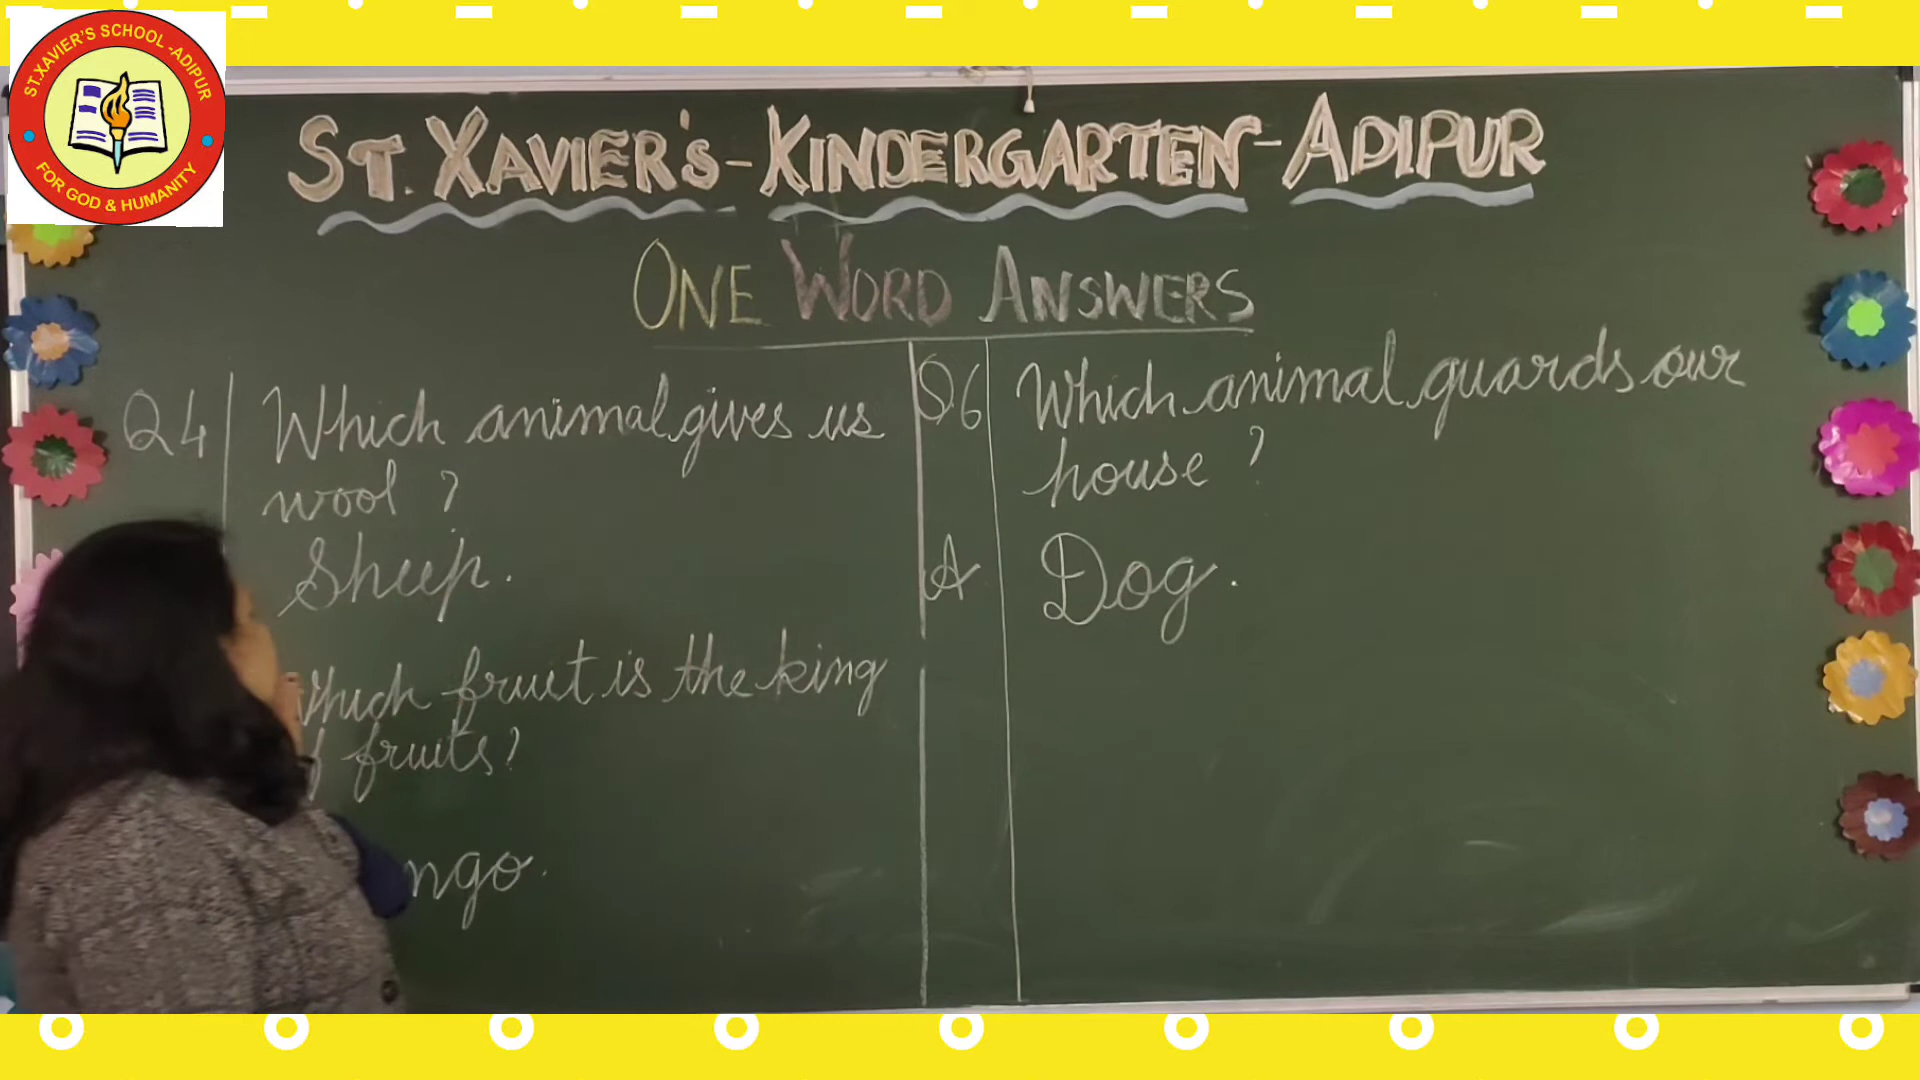 ST.XAVIER'S SCHOOL -ADIPUR
FOR GOD & HUMANITY
ST. XAVIER'S - KINDERGARTEN - ADIPUR
ONE WORD ANSWERS
Q4 Which animal gives us
wool ?
Sheep.
Which fruit is the king
fruits?
ngo.
Q6 Which animal guards our
house ?
A Dog.